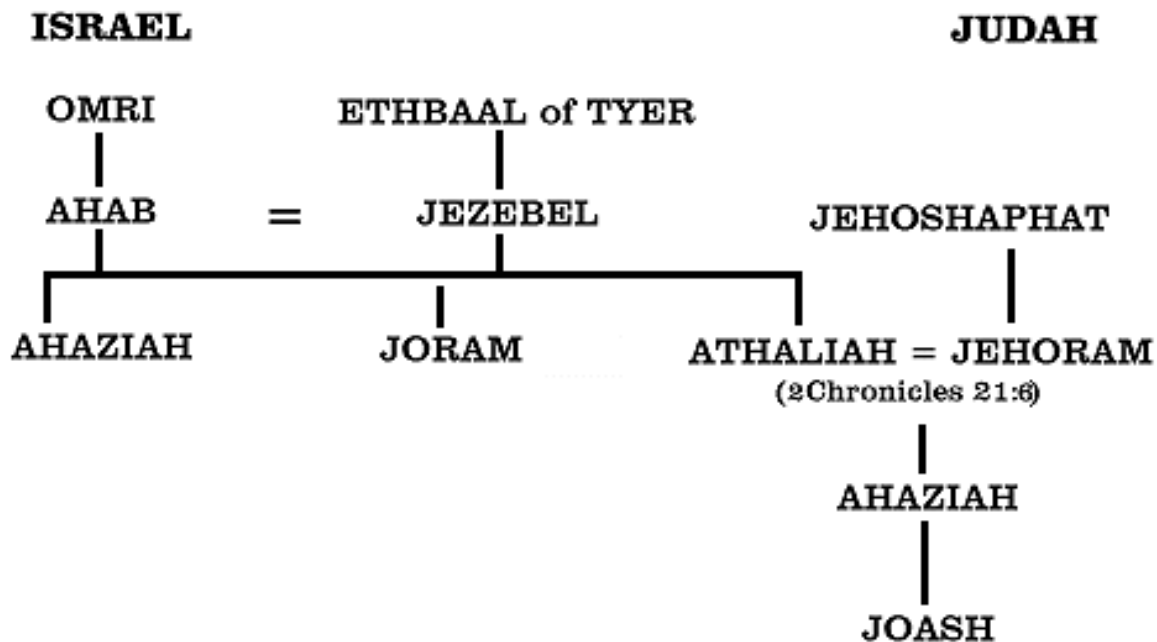 ISRAEL JUDAH
OMRI ETHBAAL of TYER
AHAB = JEZEBEL JEHOSHAPHAT
AHAZIAH JORAM ATHALIAH = JEHORAM
(2Chronicles 21:6)
AHAZIAH
JOASH